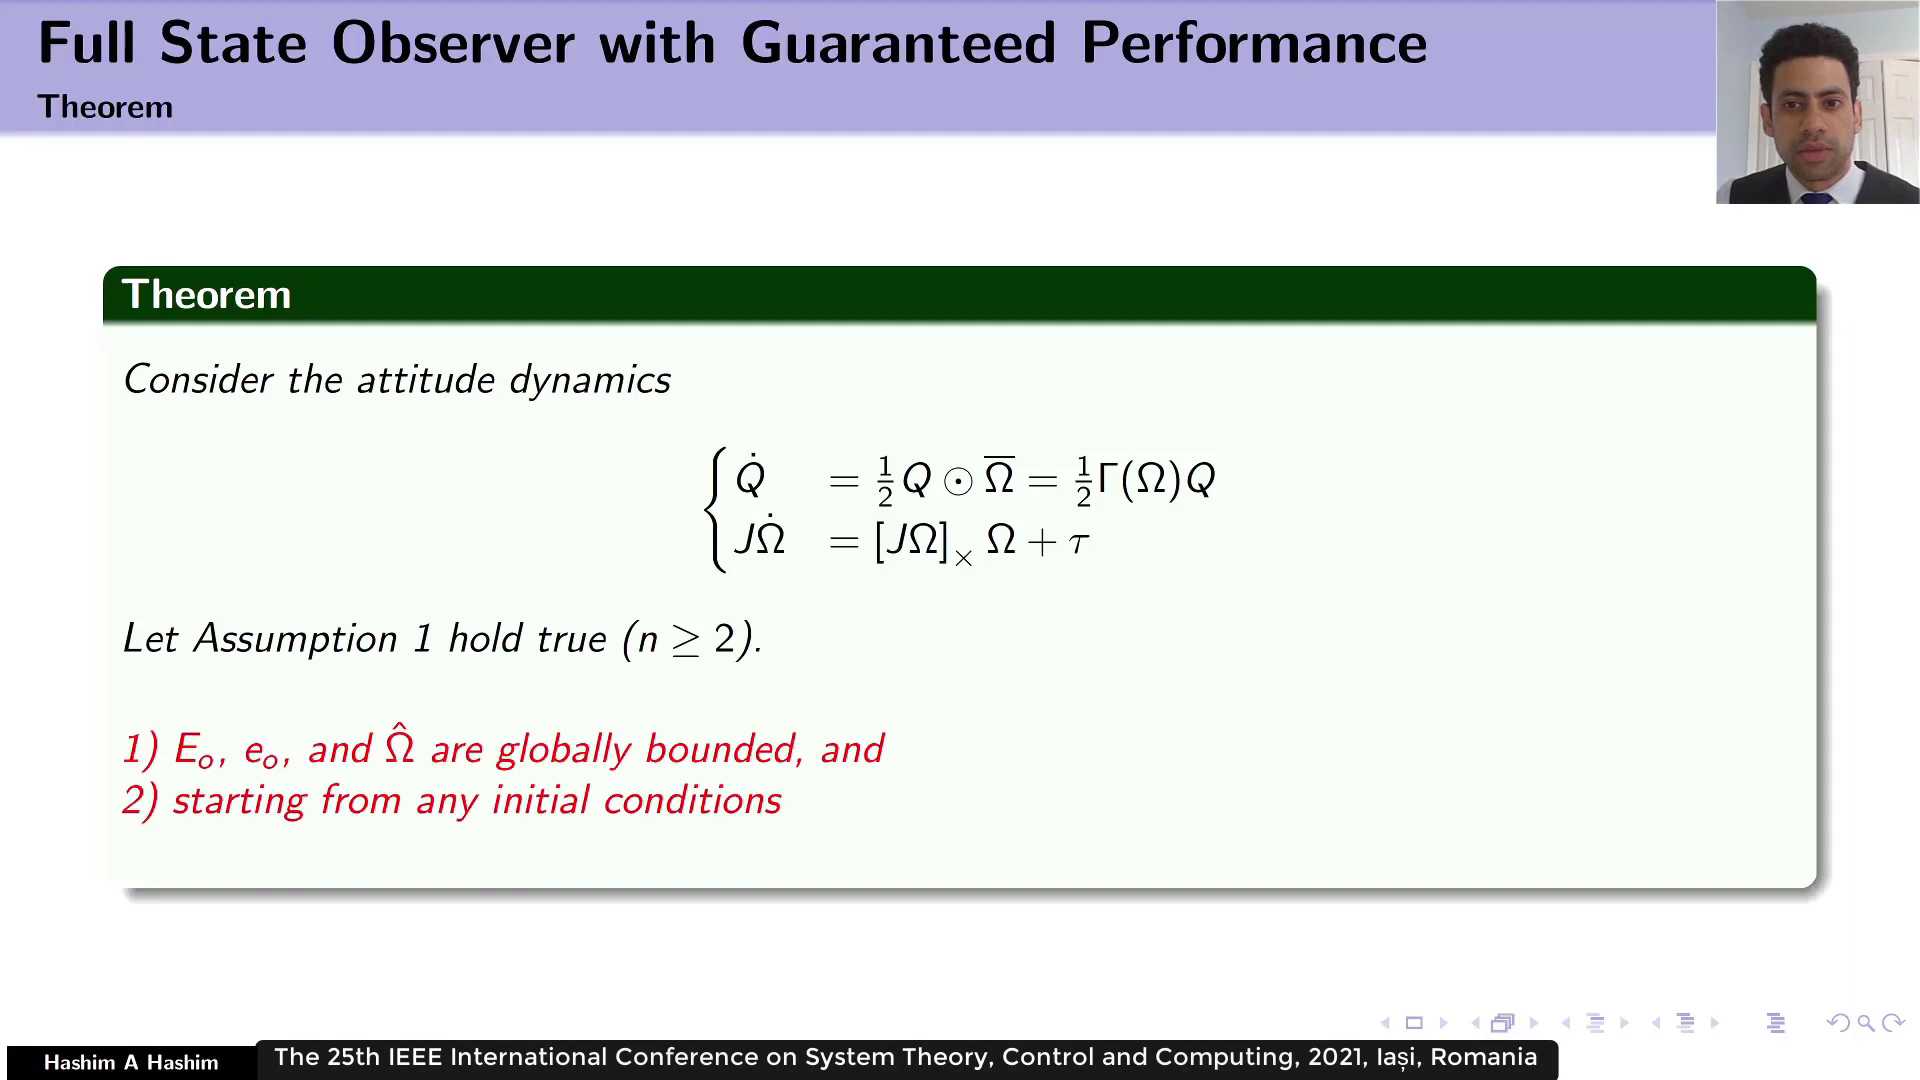 Full State Observer with Guaranteed Performance
Theorem
Theorem
Consider the attitude dynamics
Q̇ = ½Q ⊙ Ω̅ = ½Γ(Ω)Q
JΩ̇ = [JΩ]× Ω + τ
Let Assumption 1 hold true (n ≥ 2).
1) Eₒ, eₒ, and Ω̂ are globally bounded, and
2) starting from any initial conditions
Hashim A Hashim
The 25th IEEE International Conference on System Theory, Control and Computing, 2021, Iași, Romania